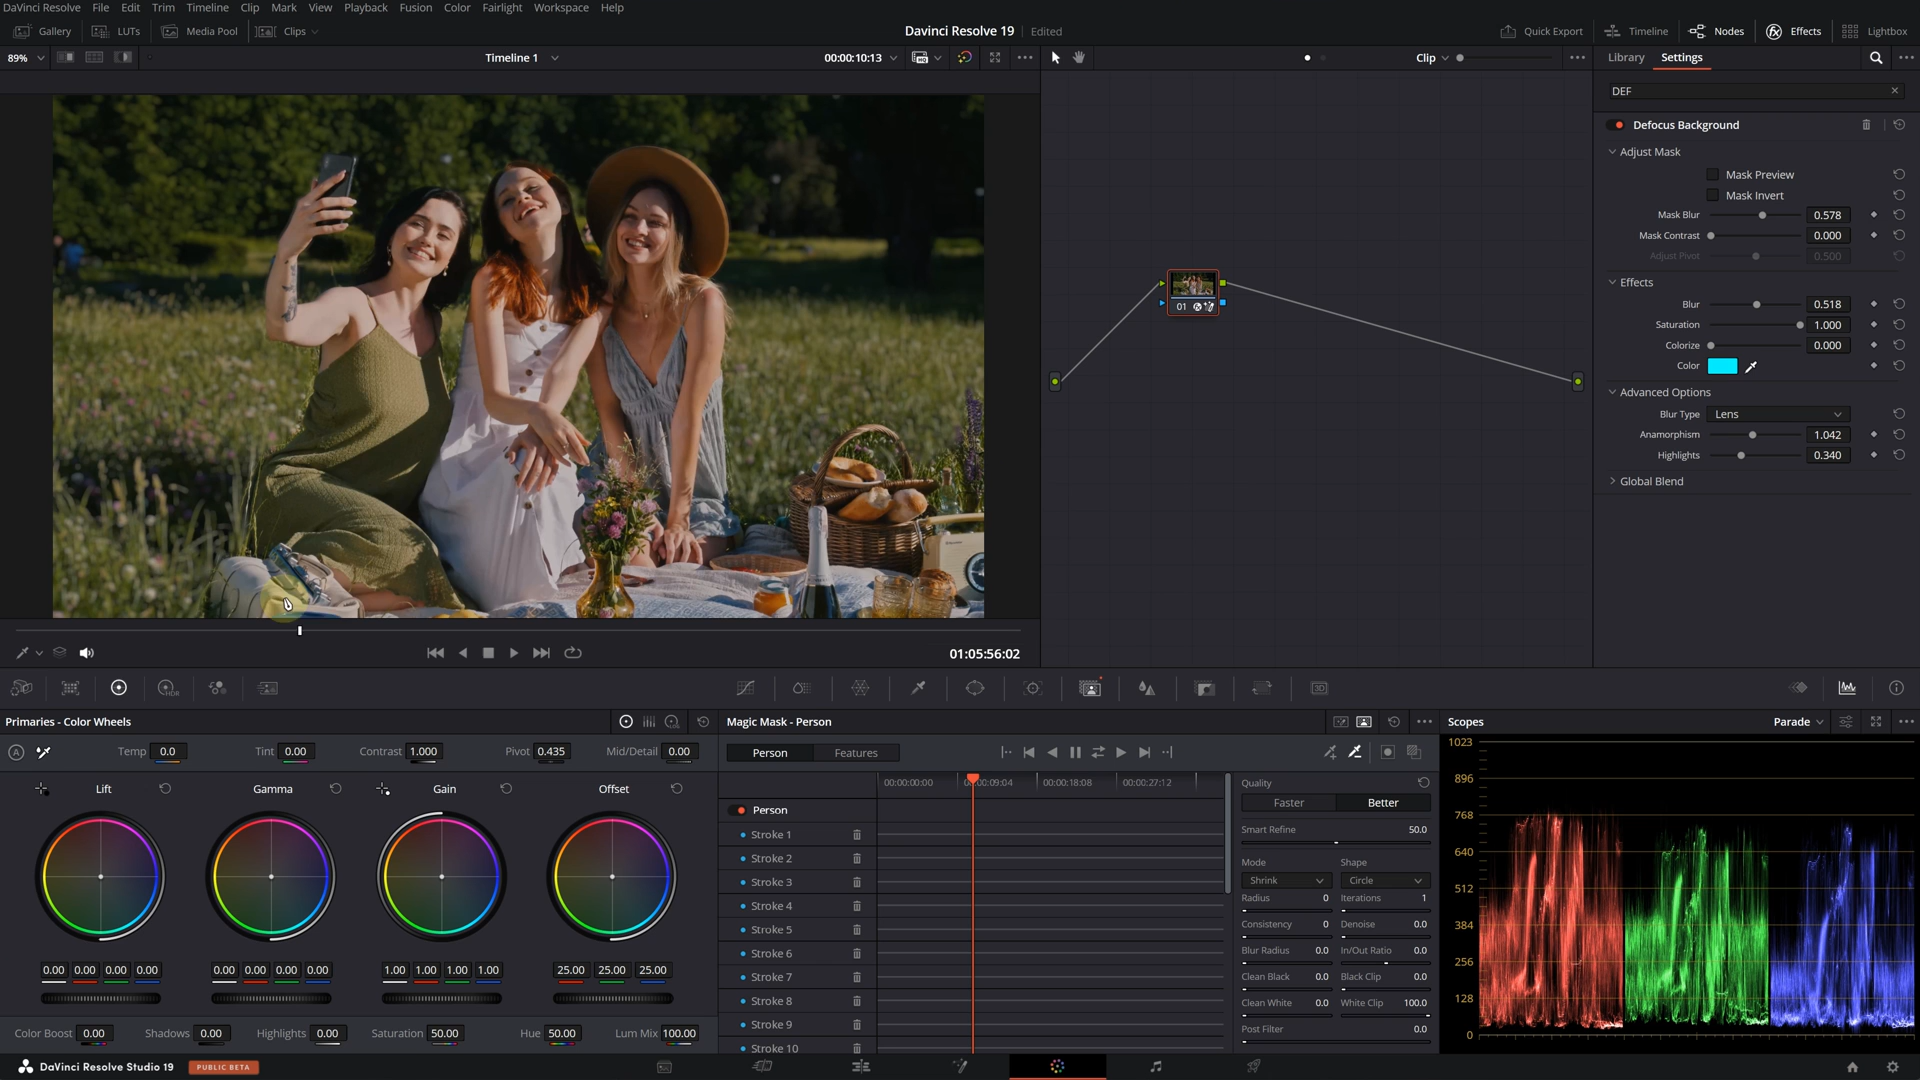 DaVinci Resolve File Edit Trim Timeline Clip Mark View Playback Fusion Color Fairlight Workspace Help
Gallery LUTs Media Pool Clips Davinci Resolve 19 Edited Quick Export Timeline Nodes Effects Lightbox
89% Timeline 1 00:00:10:13 Clip Library Settings
DEF
Defocus Background
Adjust Mask
Mask Preview
Mask Invert
Mask Blur 0.578
Mask Contrast 0.000
Adjust Pivot 0.500
Effects
Blur 0.518
Saturation 1.000
Colorize 0.000
Color
Advanced Options
Blur Type Lens
Anamorphism 1.042
Highlights 0.340
Global Blend
01
01:05:56:02
HDR
3D
Primaries - Color Wheels
A Temp 0.0 Tint 0.00 Contrast 1.000 Pivot 0.435 Mid/Detail 0.00
Lift Gamma Gain Offset
0.00 0.00 0.00 0.00 0.00 0.00 0.00 0.00 1.00 1.00 1.00 1.00 25.00 25.00 25.00
Color Boost 0.00 Shadows 0.00 Highlights 0.00 Saturation 50.00 Hue 50.00 Lum Mix 100.00
Magic Mask - Person
Person Features
00:00:00:00 00:00:18:08 00:00:27:12
Person
Stroke 1
Stroke 2
Stroke 3
Stroke 4
Stroke 5
Stroke 6
Stroke 7
Stroke 8
Stroke 9
Stroke 10
Quality
Faster Better
Smart Refine 50.0
Mode Shape
Shrink Circle
Radius 0 Iterations 1
Consistency 0 Denoise 0.0
Blur Radius 0.0 In/Out Ratio 0.0
Clean Black 0.0 Black Clip 0.0
Clean White 0.0 White Clip 100.0
Post Filter 0.0
Scopes Parade
1023
896
768
640
512
384
256
128
0
DaVinci Resolve Studio 19 PUBLIC BETA